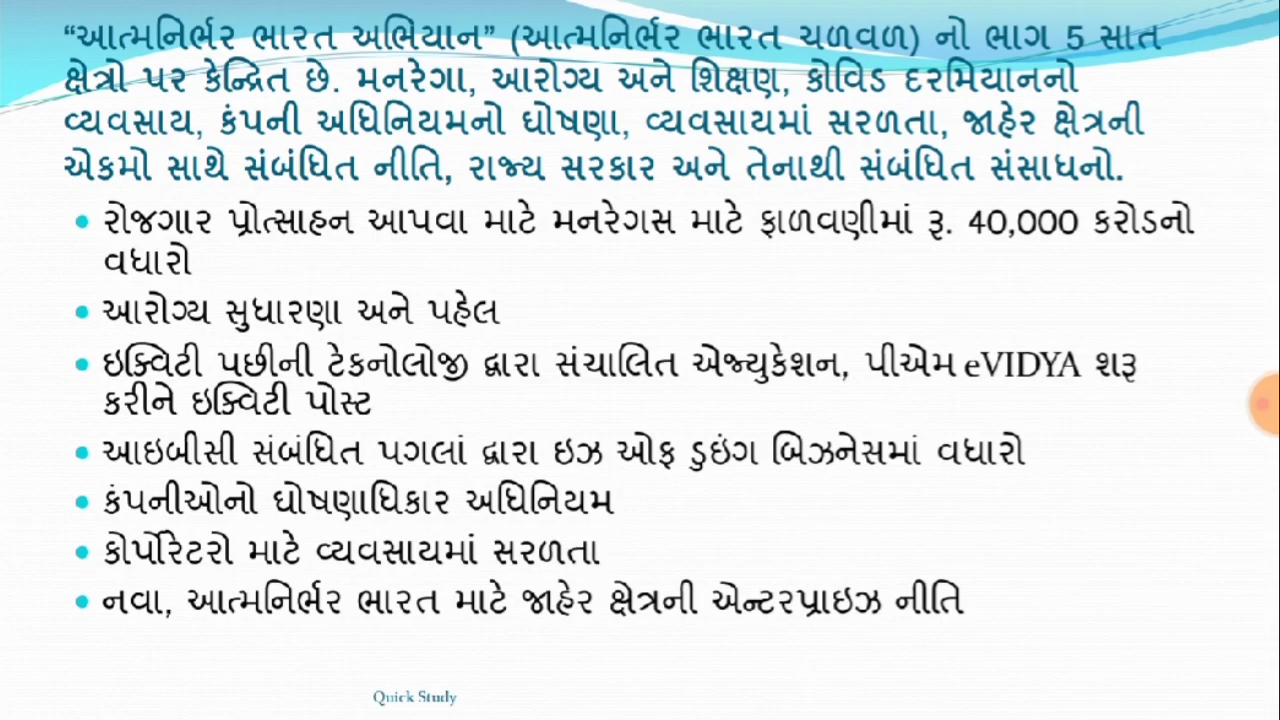 “આત્મનિર્ભર ભારત અભિયાન” (આત્મનિર્ભર ભારત ચળવળ) નો ભાગ 5 સાત
ક્ષેત્રો પર કેન્દ્રિત છે. મનરેગા, આરોગ્ય અને શિક્ષણ, કોવિડ દરમિયાનનો
વ્યવસાય, કંપની અધિનિયમનો ઘોષણા, વ્યવસાયમાં સરળતા, જાહેર ક્ષેત્રની
એકમો સાથે સંબંધિત નીતિ, રાજ્ય સરકાર અને તેનાથી સંબંધિત સંસાધનો.
• રોજગાર પ્રોત્સાહન આપવા માટે મનરેગસ માટે ફાળવણીમાં રૂ. 40,000 કરોડનો
વધારો
• આરોગ્ય સુધારણા અને પહેલ
• ઇક્વિટી પછીની ટેકનોલોજી દ્વારા સંચાલિત એજ્યુકેશન, પીએમ eVIDYA શરૂ
કરીને ઇક્વિટી પોસ્ટ
• આઇબીસી સંબંધિત પગલાં દ્વારા ઇઝ ઓફ ડુઇંગ બિઝનેસમાં વધારો
• કંપનીઓનો ઘોષણાધિકાર અધિનિયમ
• કોર્પોરેટરો માટે વ્યવસાયમાં સરળતા
• નવા, આત્મનિર્ભર ભારત માટે જાહેર ક્ષેત્રની એન્ટરપ્રાઇઝ નીતિ
Quick Study